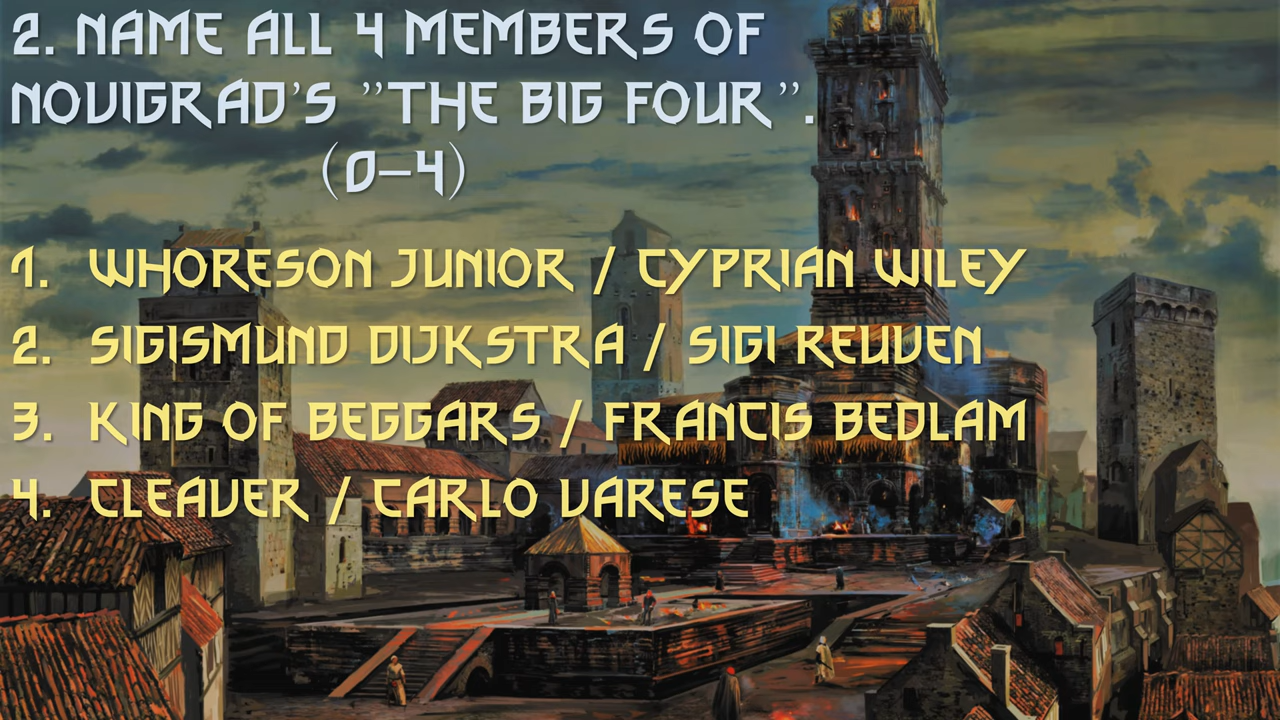 2. NAME ALL 4 MEMBERS OF
NOVIGRAD'S ”THE BIG FOUR”.
(0–4)
1. WHORESON JUNIOR / CYPRIAN WILEY
2. SIGISMUND DIJKSTRA / SIGI REUVEN
3. KING OF BEGGARS / FRANCIS BEDLAM
4. CLEAVER / CARLO VARESE